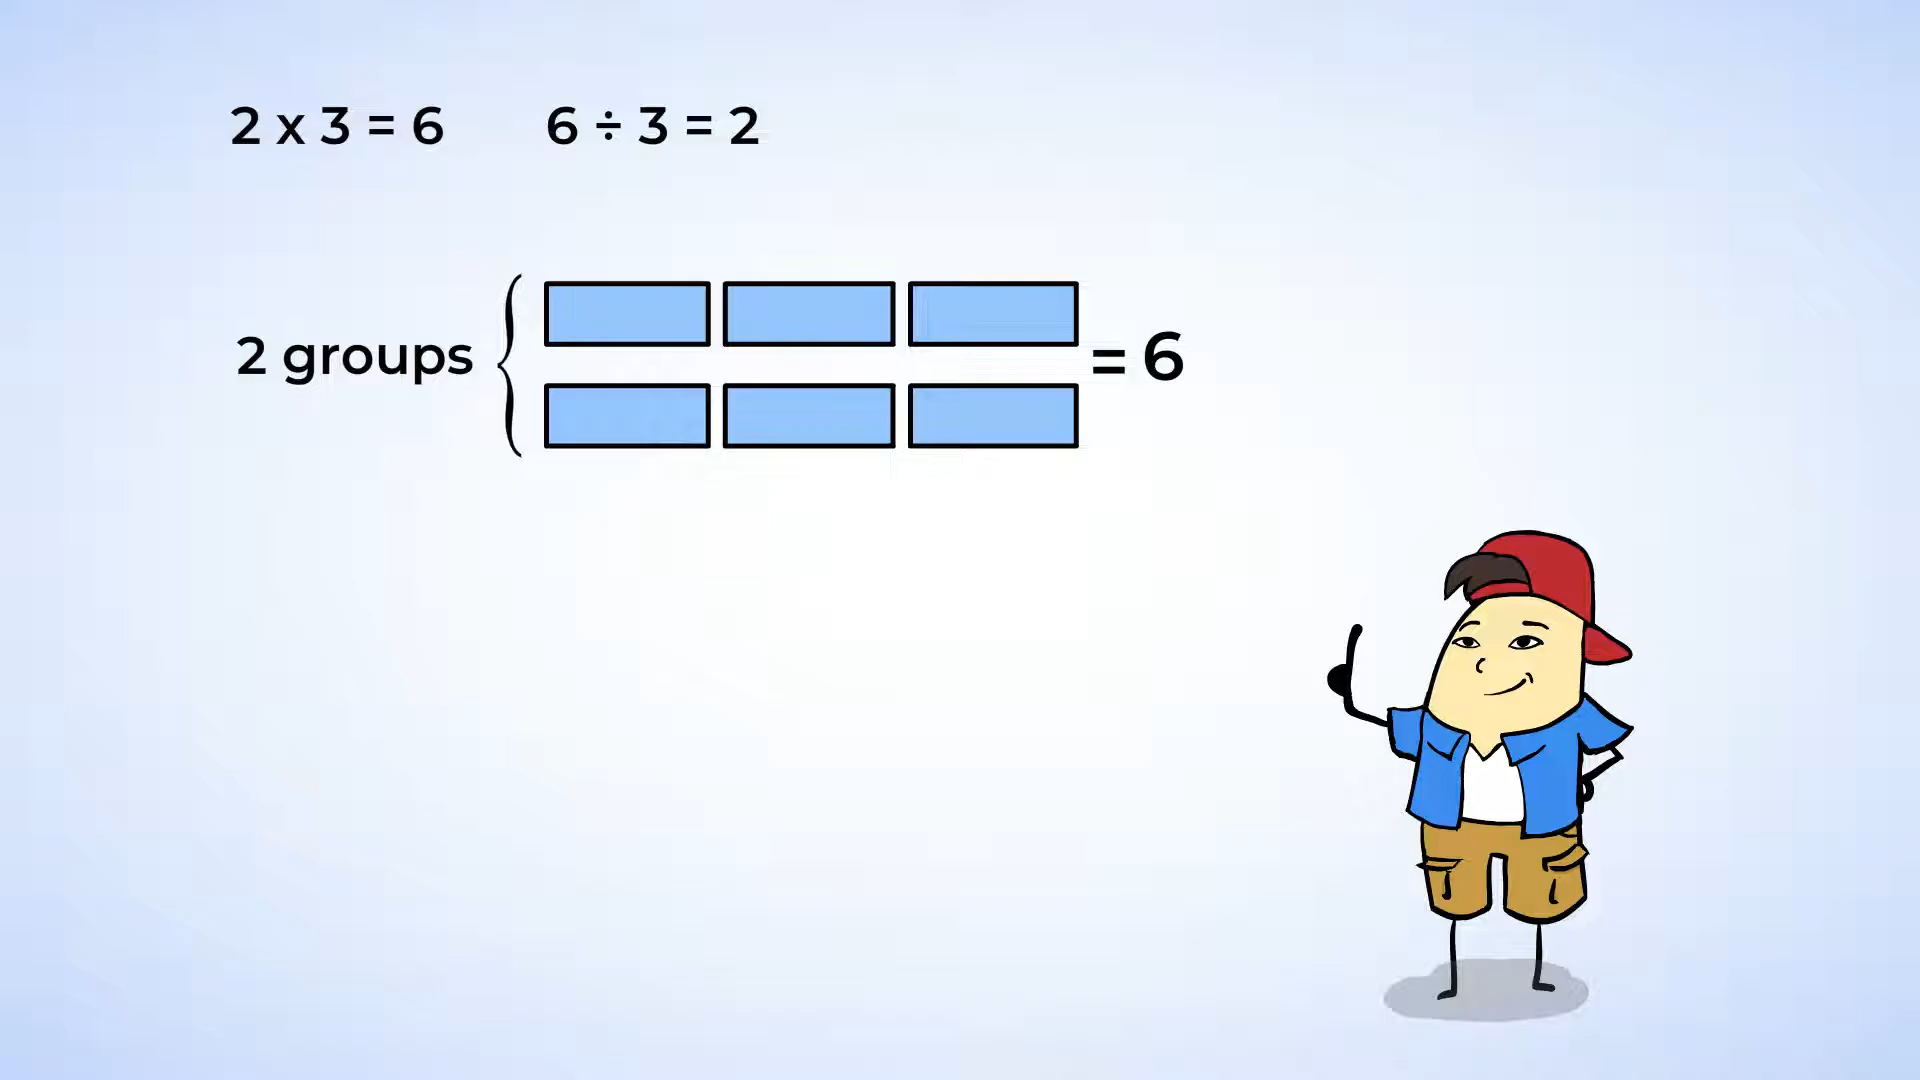 2 x 3 = 6 6 ÷ 3 = 2
2 groups = 6